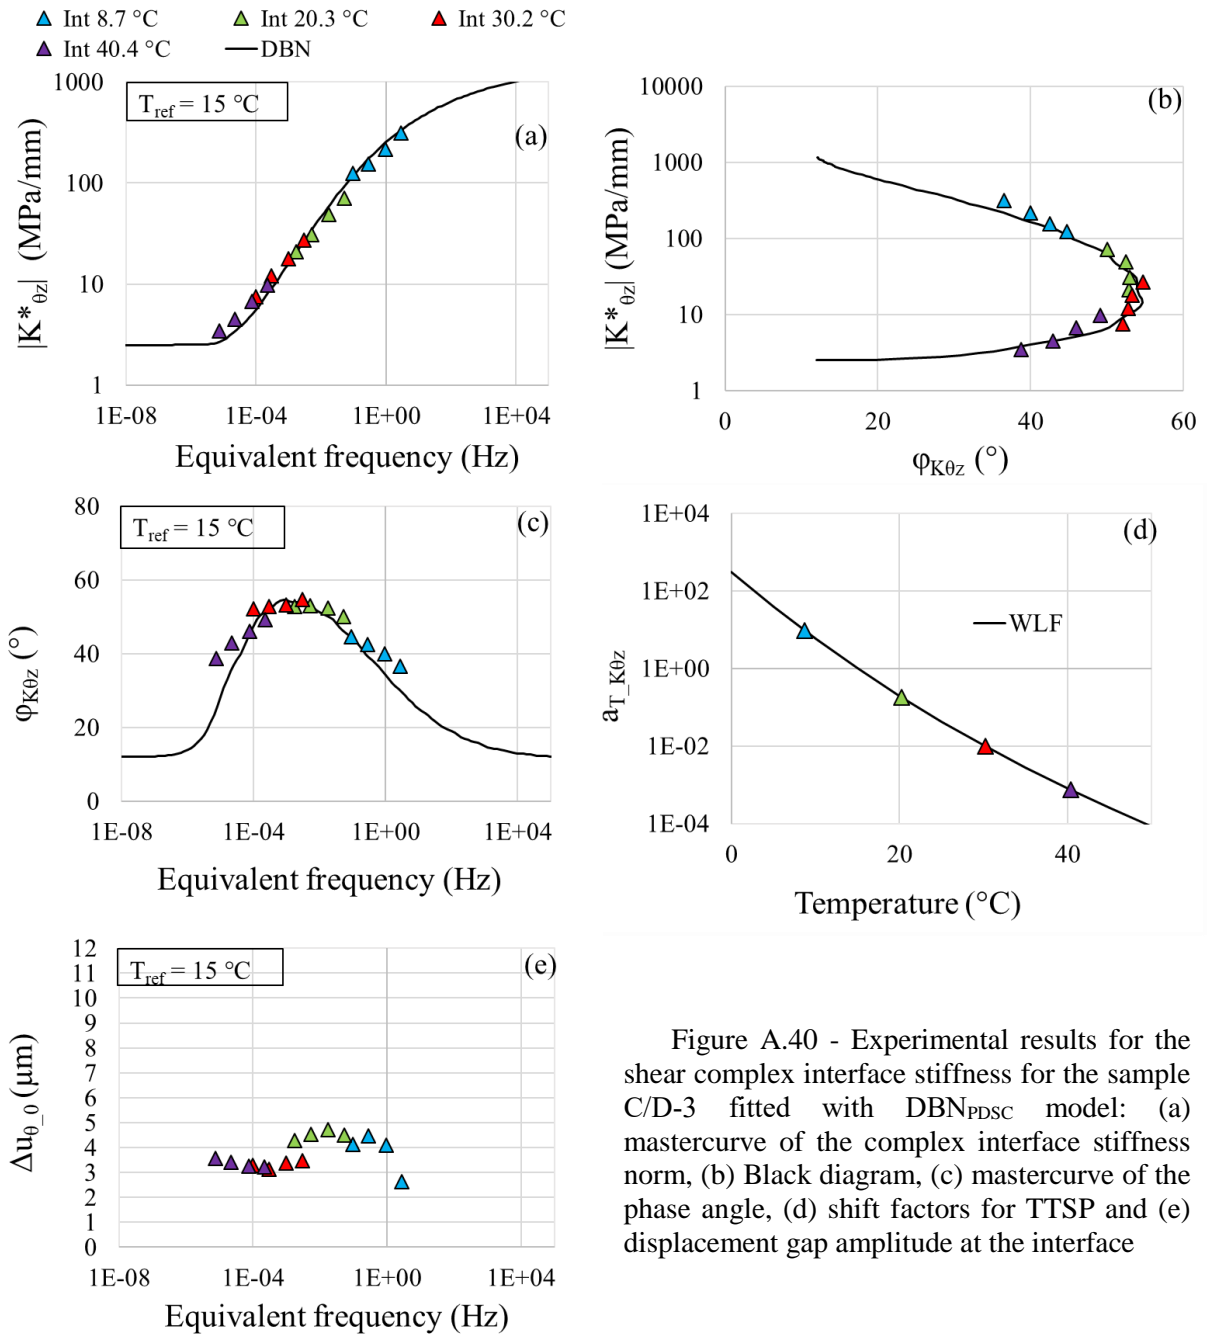 Int 8.7 °C Int 20.3 °C Int 30.2 °C
Int 40.4 °C DBN
1000
100
10
1
1E-08 1E-04 1E+00 1E+04
|K*θz| (MPa/mm)
Equivalent frequency (Hz)
Tref = 15 °C
(a)
10000
1000
100
10
1
0 20 40 60
|K*θz| (MPa/mm)
φKθz (°)
(b)
80
60
40
20
0
1E-08 1E-04 1E+00 1E+04
φKθz (°)
Equivalent frequency (Hz)
Tref = 15 °C
(c)
1E+04
1E+02
1E+00
1E-02
1E-04
0 20 40
aT_Kθz
Temperature (°C)
WLF
(d)
12
11
10
9
8
7
6
5
4
3
2
1
0
1E-08 1E-04 1E+00 1E+04
Δuθ_0 (μm)
Equivalent frequency (Hz)
Tref = 15 °C
(e)
Figure A.40 - Experimental results for the
shear complex interface stiffness for the sample
C/D-3 fitted with DBNPDSC model: (a)
mastercurve of the complex interface stiffness
norm, (b) Black diagram, (c) mastercurve of the
phase angle, (d) shift factors for TTSP and (e)
displacement gap amplitude at the interface